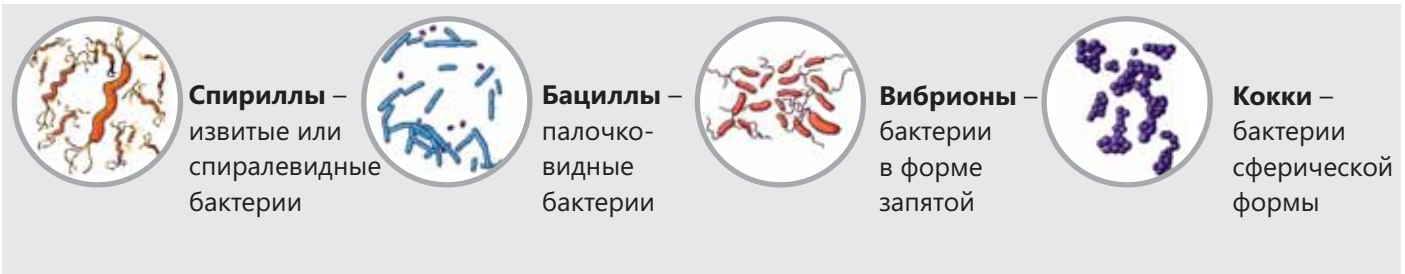 Спириллы –
извитые или
спиралевидные
бактерии
Бациллы –
палочко-
видные
бактерии
Вибрионы –
бактерии
в форме
запятой
Кокки –
бактерии
сферической
формы